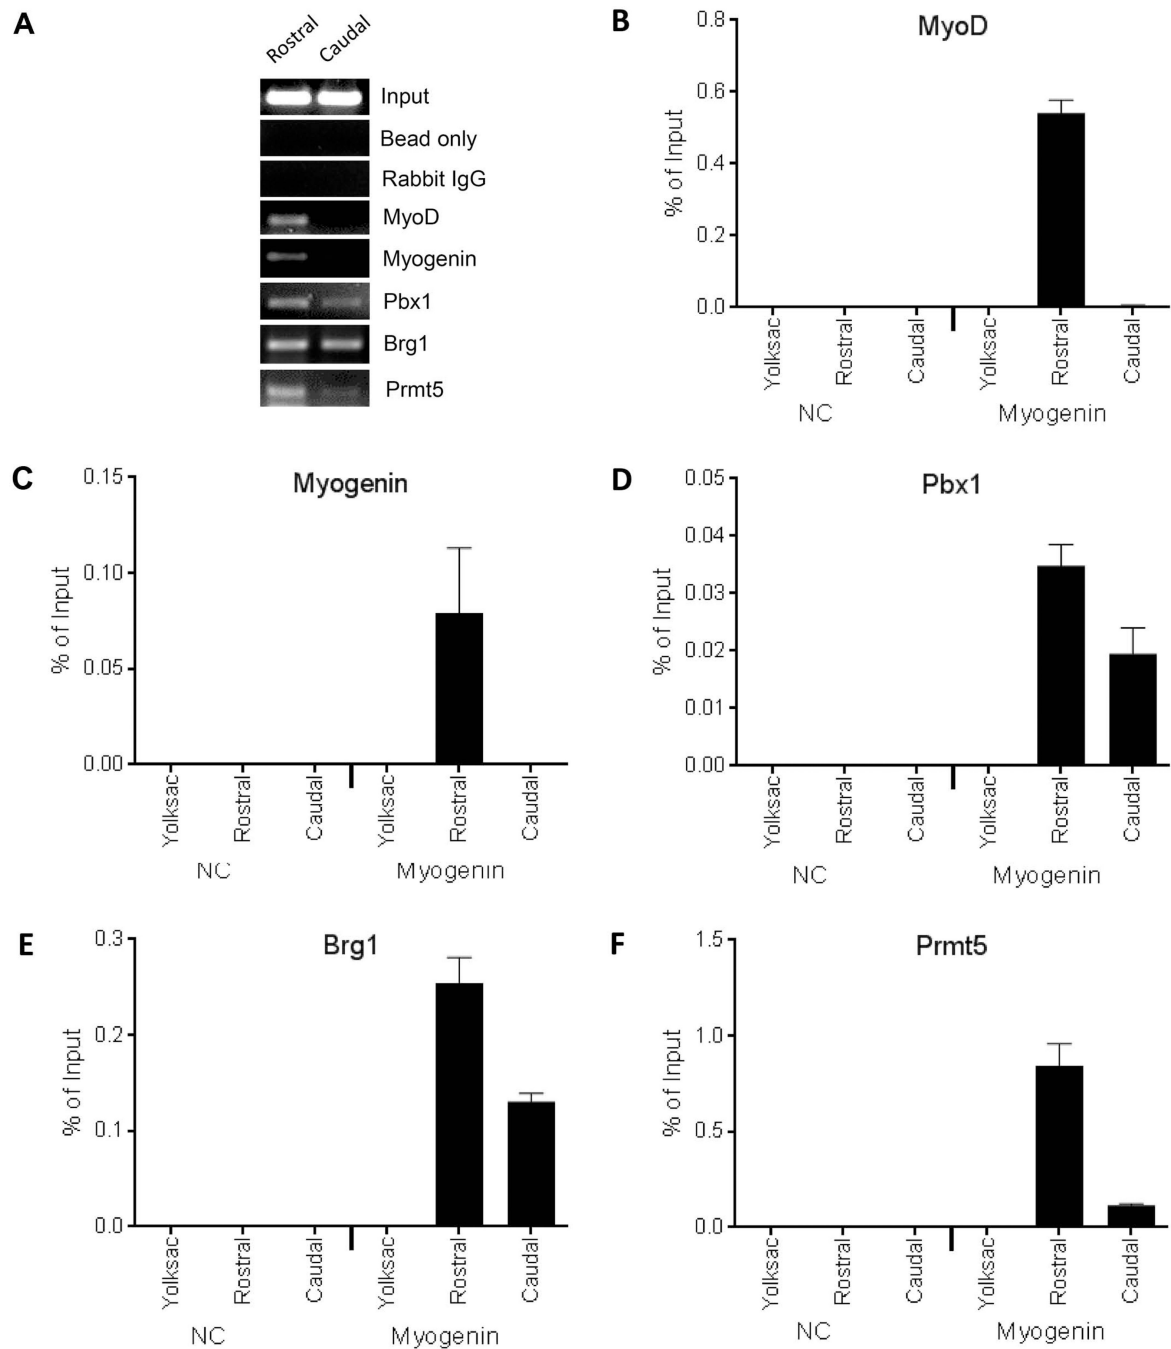 A
Rostral
Caudal
Input
Bead only
Rabbit IgG
MyoD
Myogenin
Pbx1
Brg1
Prmt5
B
MyoD
0.8
0.6
0.4
0.2
0.0
% of Input
Yolksac
Rostral
Caudal
Yolksac
Rostral
Caudal
NC
Myogenin
C
Myogenin
0.15
0.10
0.05
0.00
% of Input
Yolksac
Rostral
Caudal
Yolksac
Rostral
Caudal
NC
Myogenin
D
Pbx1
0.05
0.04
0.03
0.02
0.01
0.00
% of Input
Yolksac
Rostral
Caudal
Yolksac
Rostral
Caudal
NC
Myogenin
E
Brg1
0.3
0.2
0.1
0.0
% of Input
Yolksac
Rostral
Caudal
Yolksac
Rostral
Caudal
NC
Myogenin
F
Prmt5
1.5
1.0
0.5
0.0
% of Input
Yolksac
Rostral
Caudal
Yolksac
Rostral
Caudal
NC
Myogenin